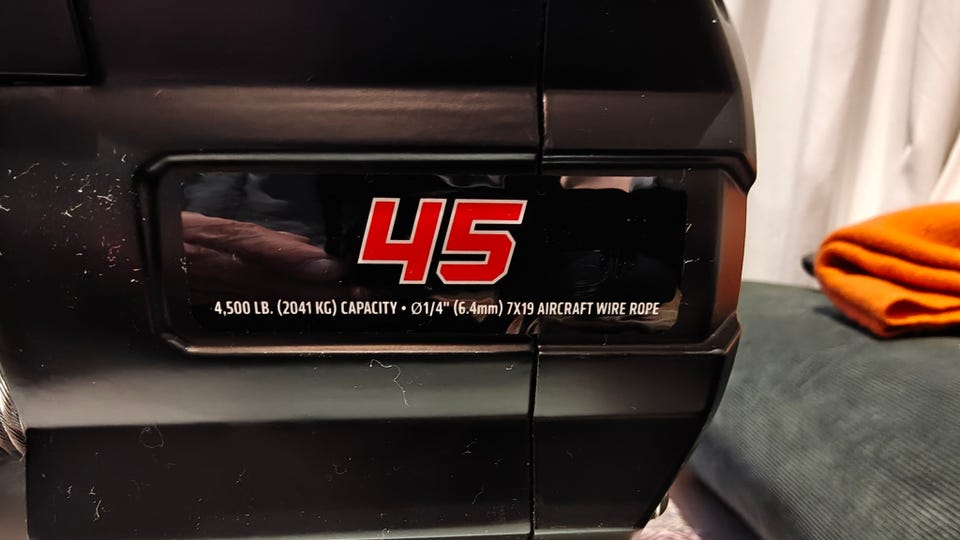 45
4,500 LB. (2041 KG) CAPACITY • Ø1/4" (6.4mm) 7X19 AIRCRAFT WIRE ROPE